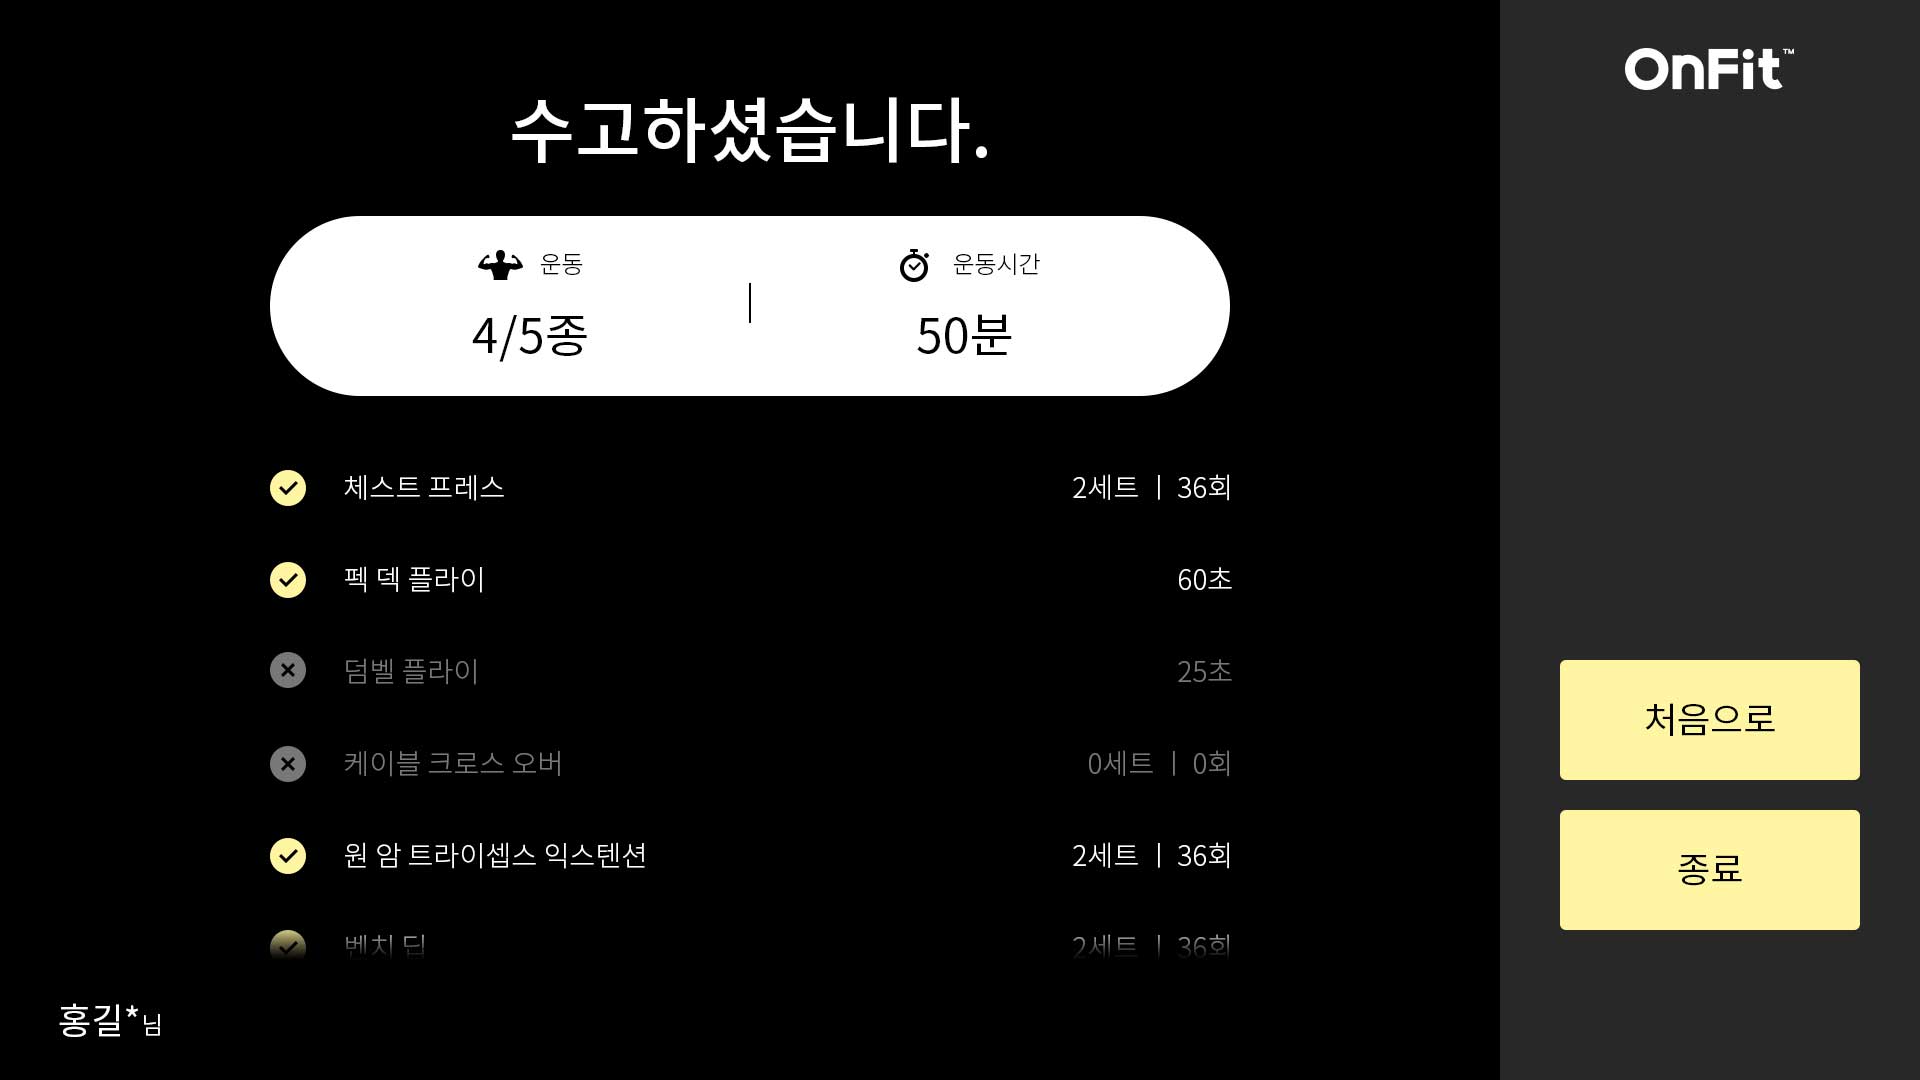 OnFit™
수고하셨습니다.
운동
4/5종
운동시간
50분
체스트 프레스 2세트 | 36회
펙 덱 플라이 60초
덤벨 플라이 25초
케이블 크로스 오버 0세트 | 0회
원 암 트라이셉스 익스텐션 2세트 | 36회
벤치 딥 2세트 | 36회
처음으로
종료
홍길*님